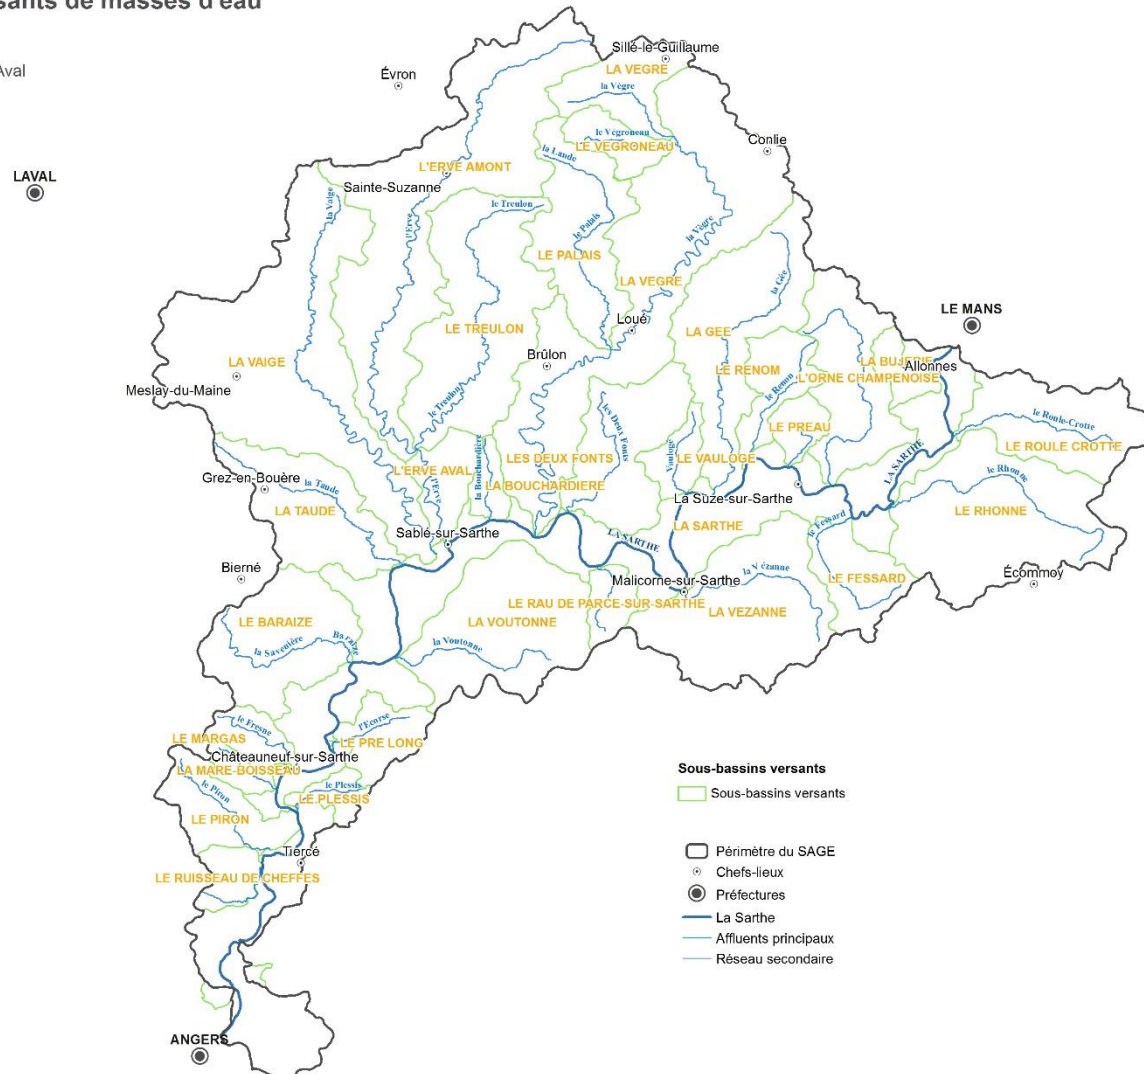 sants de masses d'eau
Aval
Sillé-le-Guillaume
LA VEGRE
Évron
la Vègre
le Végroneau
LE VEGRONEAU
Conlie
la Lande
L'ERVE AMONT
LAVAL
Sainte-Suzanne
la Vaige
l'Erve
le Treulon
le Palais
la Vègre
LE PALAIS
la Gée
LA VEGRE
LE MANS
Loué
LE TREULON
LA GEE
Brûlon
LA VAIGE
LA BUJERIE
Allonnes
LE RENOM
L'ORNE CHAMPENOISE
le Renom
Meslay-du-Maine
le Treulon
les Deux Fonts
le Roule-Crotte
LE PREAU
LE ROULE CROTTE
Vauloge
LA SARTHE
L'ERVE AVAL
l'Erve
la Bouchardière
LES DEUX FONTS
LE VAULOGE
le Rhonne
Grez-en-Bouère
la Taude
LA BOUCHARDIERE
La Suze-sur-Sarthe
LA TAUDE
LE RHONNE
Sablé-sur-Sarthe
LA SARTHE
LA SARTHE
le Fessard
Bierné
la Vézanne
Malicorne-sur-Sarthe
LE FESSARD
Écommoy
LE RAU DE PARCE-SUR-SARTHE
LA VEZANNE
LE BARAIZE
LA VOUTONNE
la Savenière
Baraize
la Voutonne
le Fresne
l'Ecorse
LE MARGAS
LE PRE LONG
Châteauneuf-sur-Sarthe
LA MARE-BOISSEAU
le Piron
le Plessis
LE PLESSIS
LE PIRON
Tiercé
LE RUISSEAU DE CHEFFES
ANGERS
Sous-bassins versants
Sous-bassins versants
Périmètre du SAGE
Chefs-lieux
Préfectures
La Sarthe
Affluents principaux
Réseau secondaire